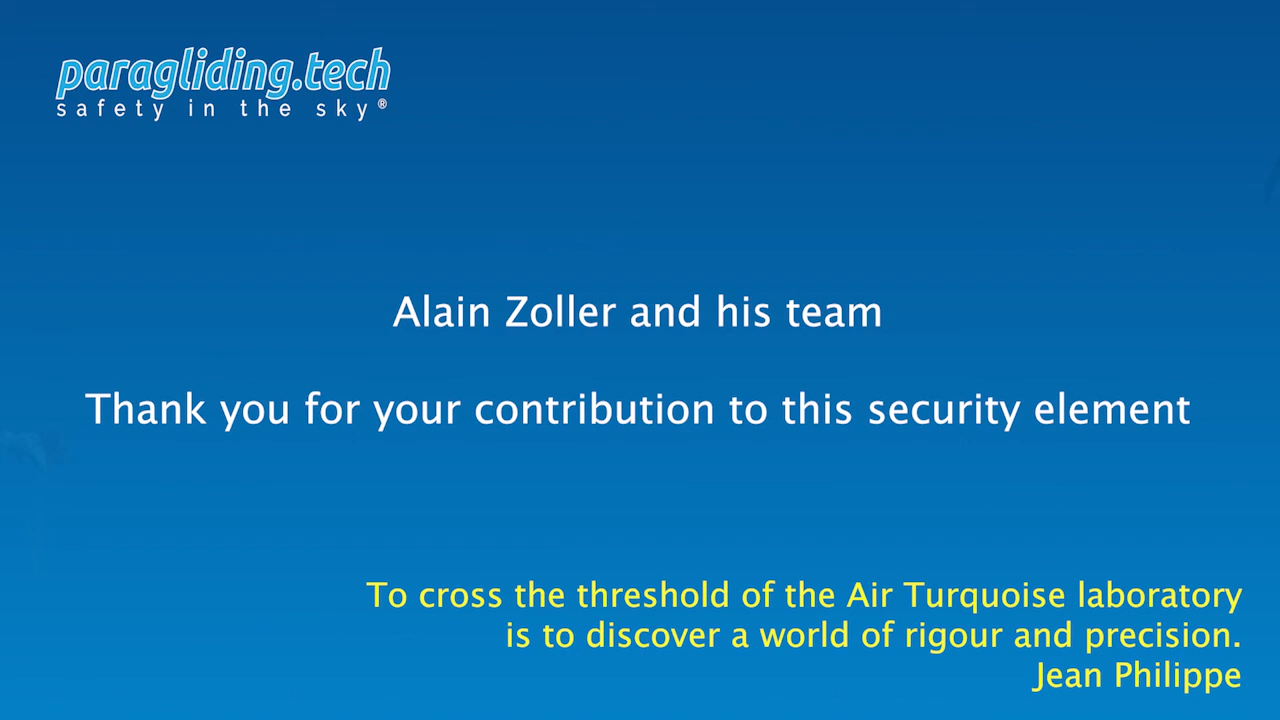 paragliding.tech
safety in the sky®
Alain Zoller and his team
Thank you for your contribution to this security element
To cross the threshold of the Air Turquoise laboratory
is to discover a world of rigour and precision.
Jean Philippe